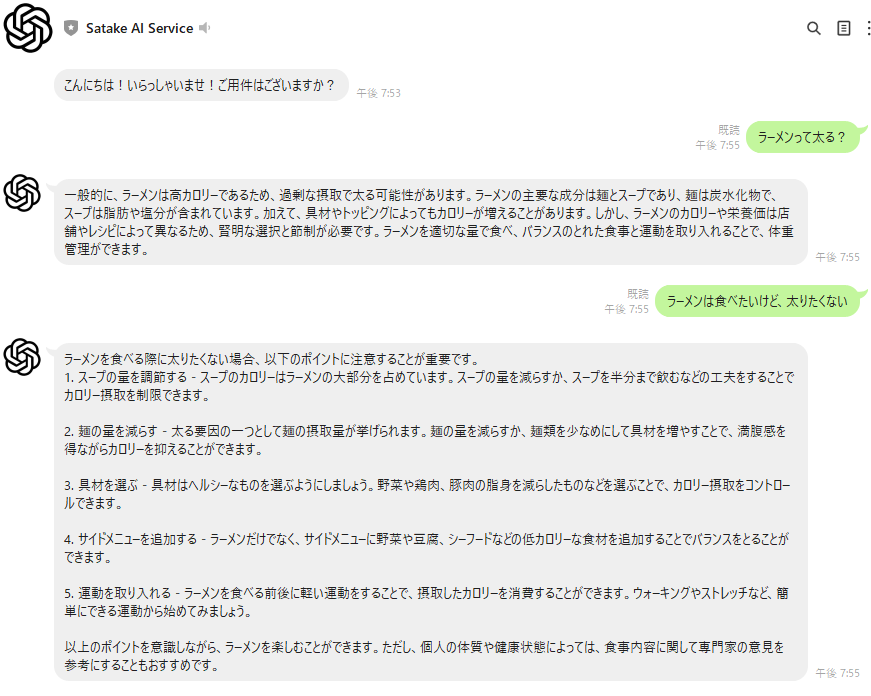 Satake AI Service
こんにちは！いらっしゃいませ！ご用件はございますか？
午後 7:53
既読
午後 7:55
ラーメンって太る？
一般的に、ラーメンは高カロリーであるため、過剰な摂取で太る可能性があります。ラーメンの主要な成分は麺とスープであり、麺は炭水化物で、
スープは脂肪や塩分が含まれています。加えて、具材やトッピングによってもカロリーが増えることがあります。しかし、ラーメンのカロリーや栄養価は店
舗やレシピによって異なるため、賢明な選択と節制が必要です。ラーメンを適切な量で食べ、バランスのとれた食事と運動を取り入れることで、体重
管理ができます。
午後 7:55
既読
午後 7:55
ラーメンは食べたいけど、太りたくない
ラーメンを食べる際に太りたくない場合、以下のポイントに注意することが重要です。
1. スープの量を調節する - スープのカロリーはラーメンの大部分を占めています。スープの量を減らすか、スープを半分まで飲むなどの工夫をすることで
カロリー摂取を制限できます。
2. 麺の量を減らす - 太る要因の一つとして麺の摂取量が挙げられます。麺の量を減らすか、麺類を少なめにして具材を増やすことで、満腹感を
得ながらカロリーを抑えることができます。
3. 具材を選ぶ - 具材はヘルシーなものを選ぶようにしましょう。野菜や鶏肉、豚肉の脂身を減らしたものなどを選ぶことで、カロリー摂取をコントロー
ルできます。
4. サイドメニューを追加する - ラーメンだけでなく、サイドメニューに野菜や豆腐、シーフードなどの低カロリーな食材を追加することでバランスをとることが
できます。
5. 運動を取り入れる - ラーメンを食べる前後に軽い運動をすることで、摂取したカロリーを消費することができます。ウォーキングやストレッチなど、簡
単にできる運動から始めてみましょう。
以上のポイントを意識しながら、ラーメンを楽しむことができます。ただし、個人の体質や健康状態によっては、食事内容に関して専門家の意見を
参考にすることもおすすめです。
午後 7:55